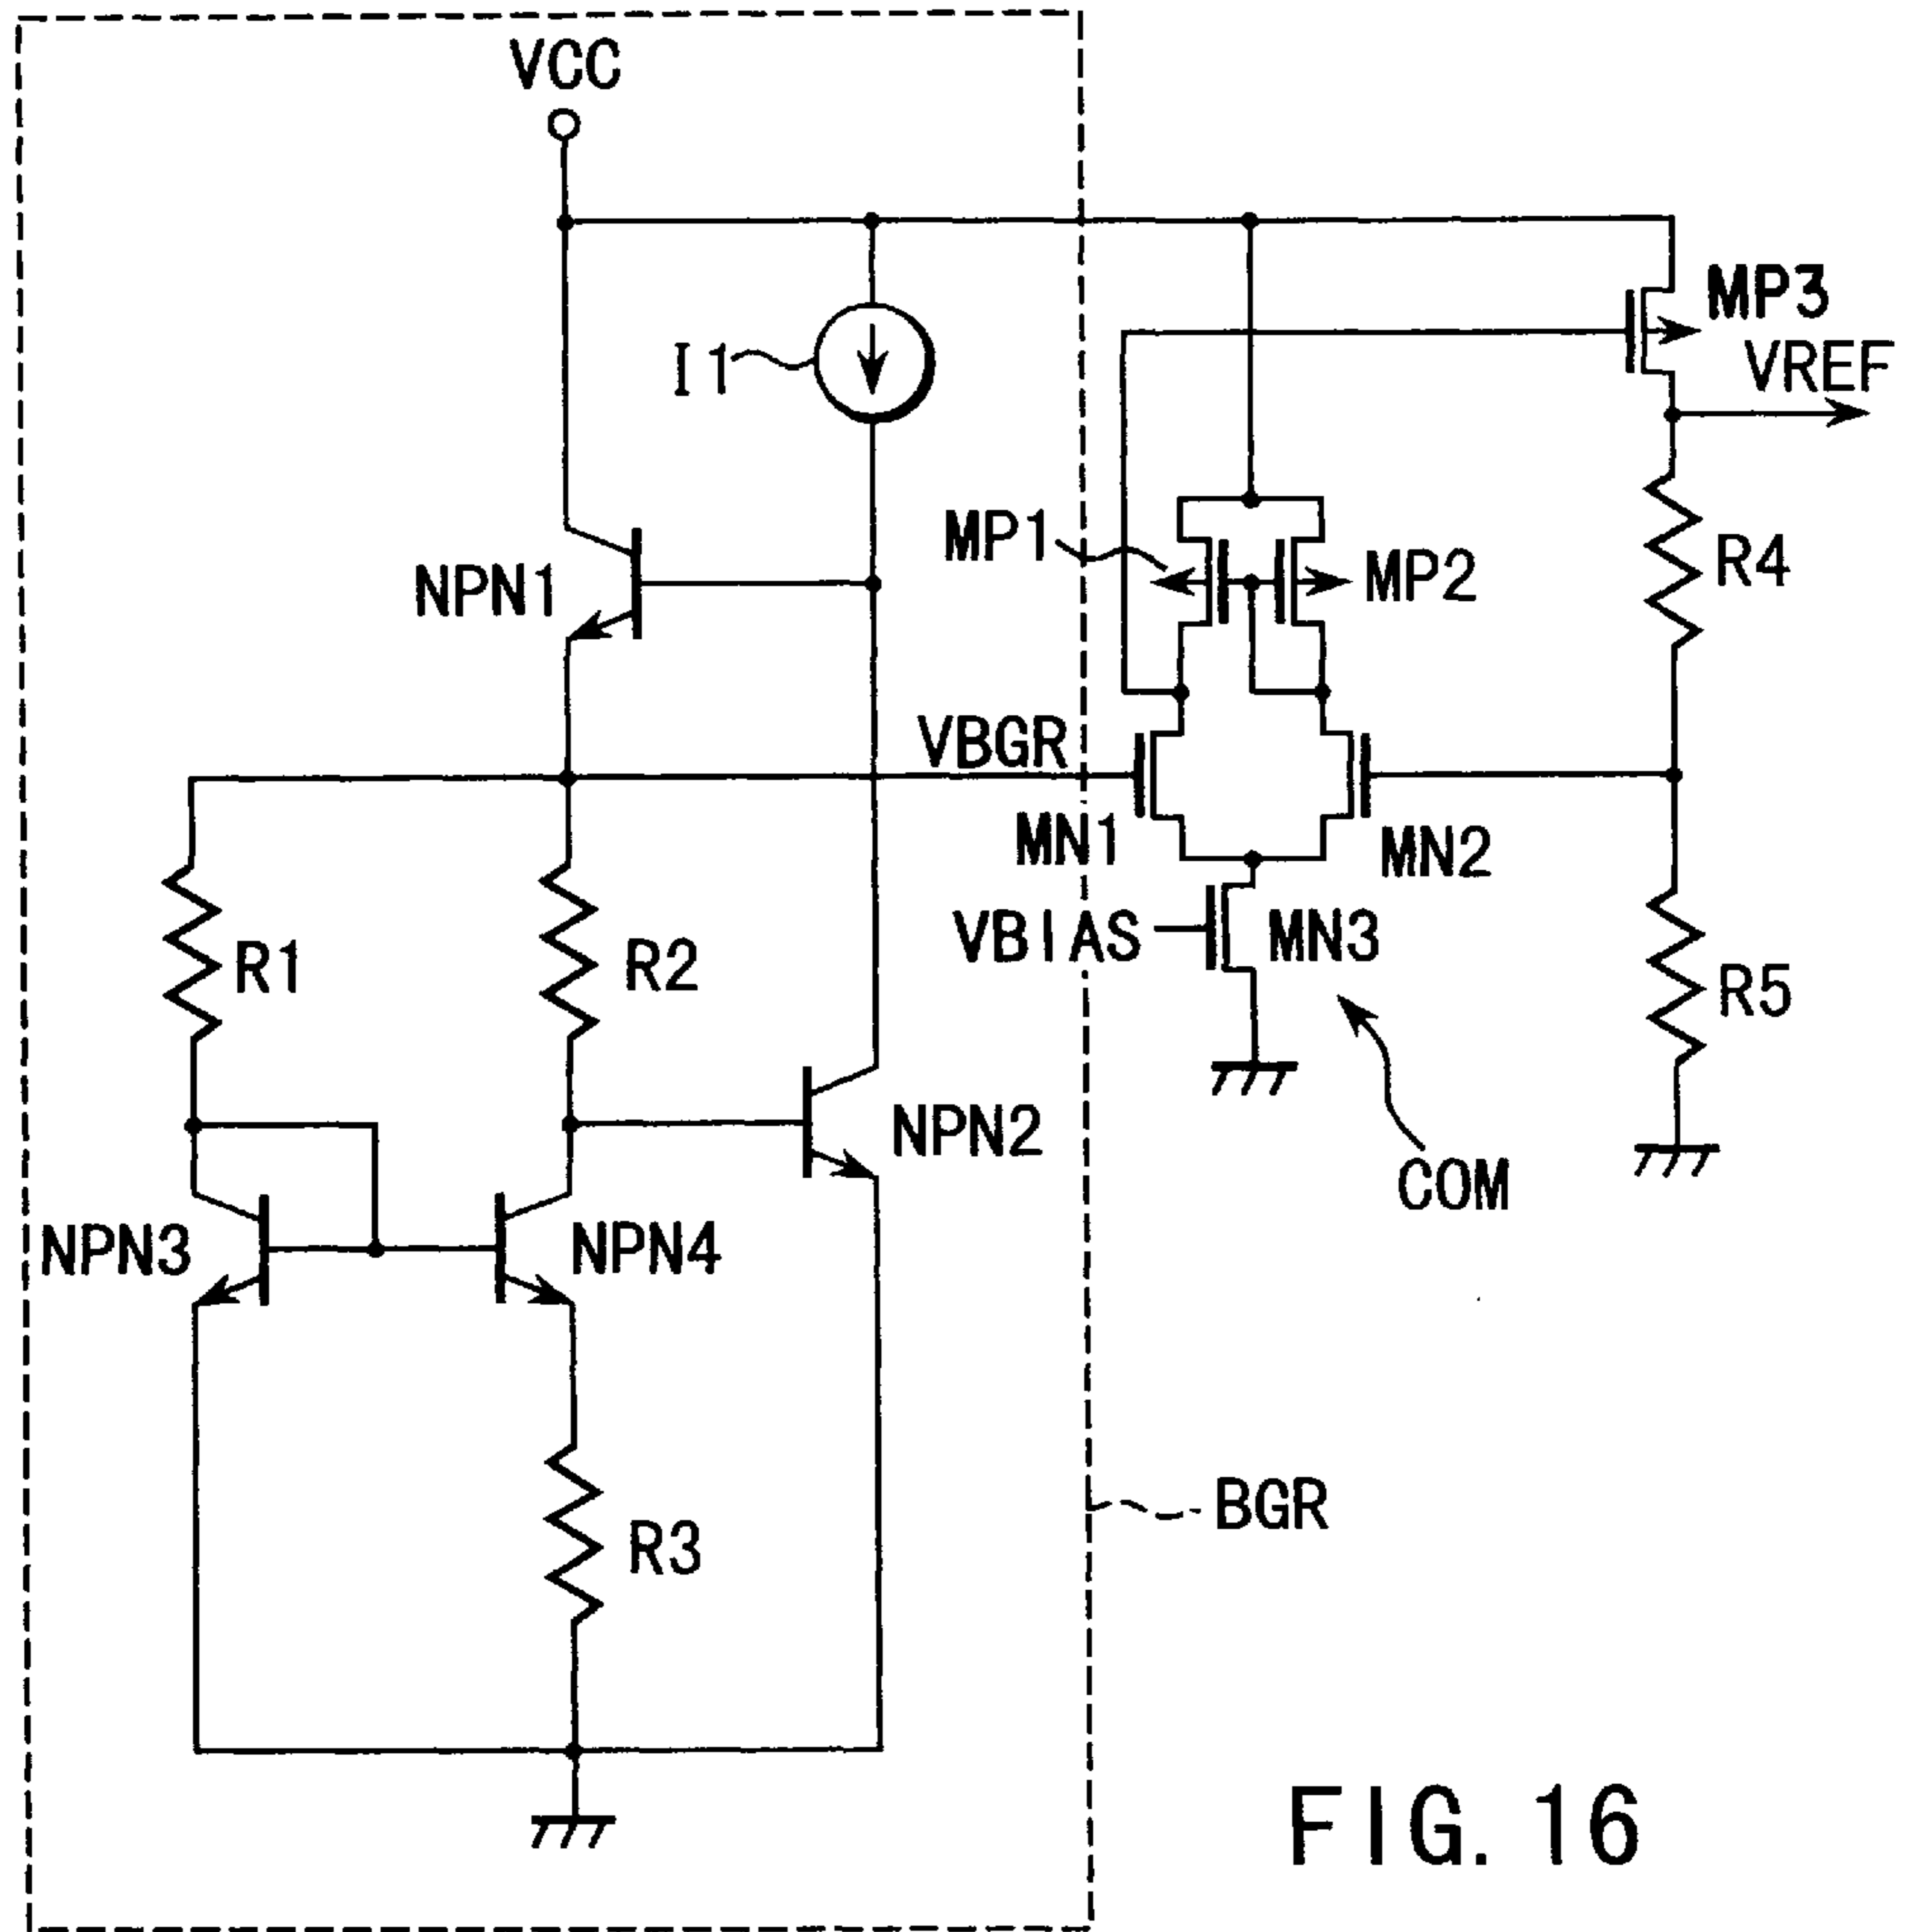 VCC
MP3
VREF
I1
MP1
MP2
R4
NPN1
VBGR
MN1
MN2
R1
R2
VBIAS
MN3
R5
NPN2
COM
NPN3
NPN4
BGR
R3
FIG. 16